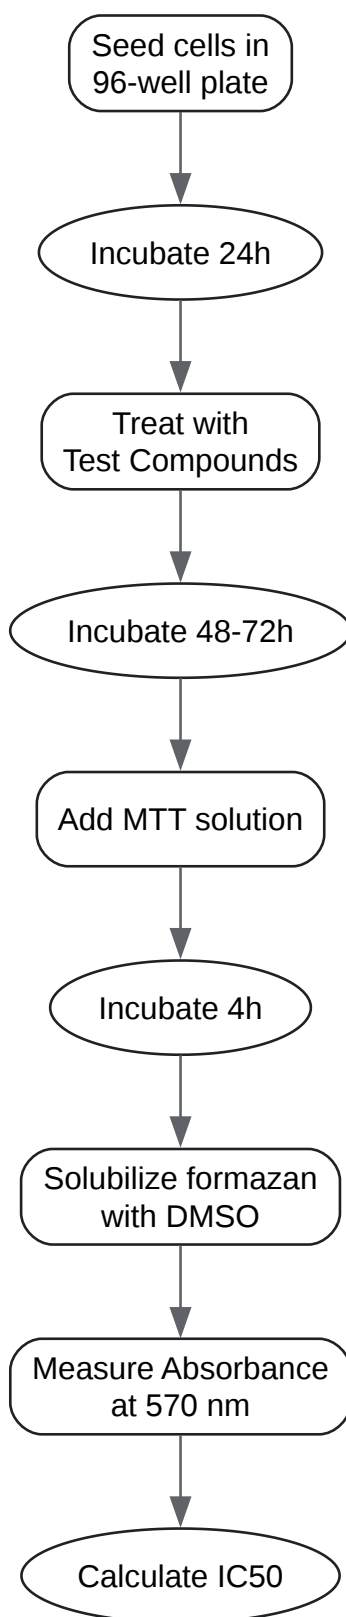 Seed cells in
96-well plate
Incubate 24h
Treat with
Test Compounds
Incubate 48-72h
Add MTT solution
Incubate 4h
Solubilize formazan
with DMSO
Measure Absorbance
at 570 nm
Calculate IC50